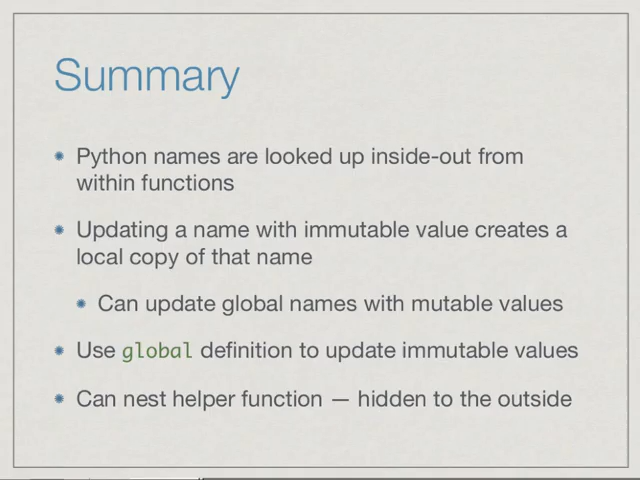 Summary
Python names are looked up inside-out from
within functions
Updating a name with immutable value creates a
local copy of that name
Can update global names with mutable values
Use global definition to update immutable values
Can nest helper function — hidden to the outside